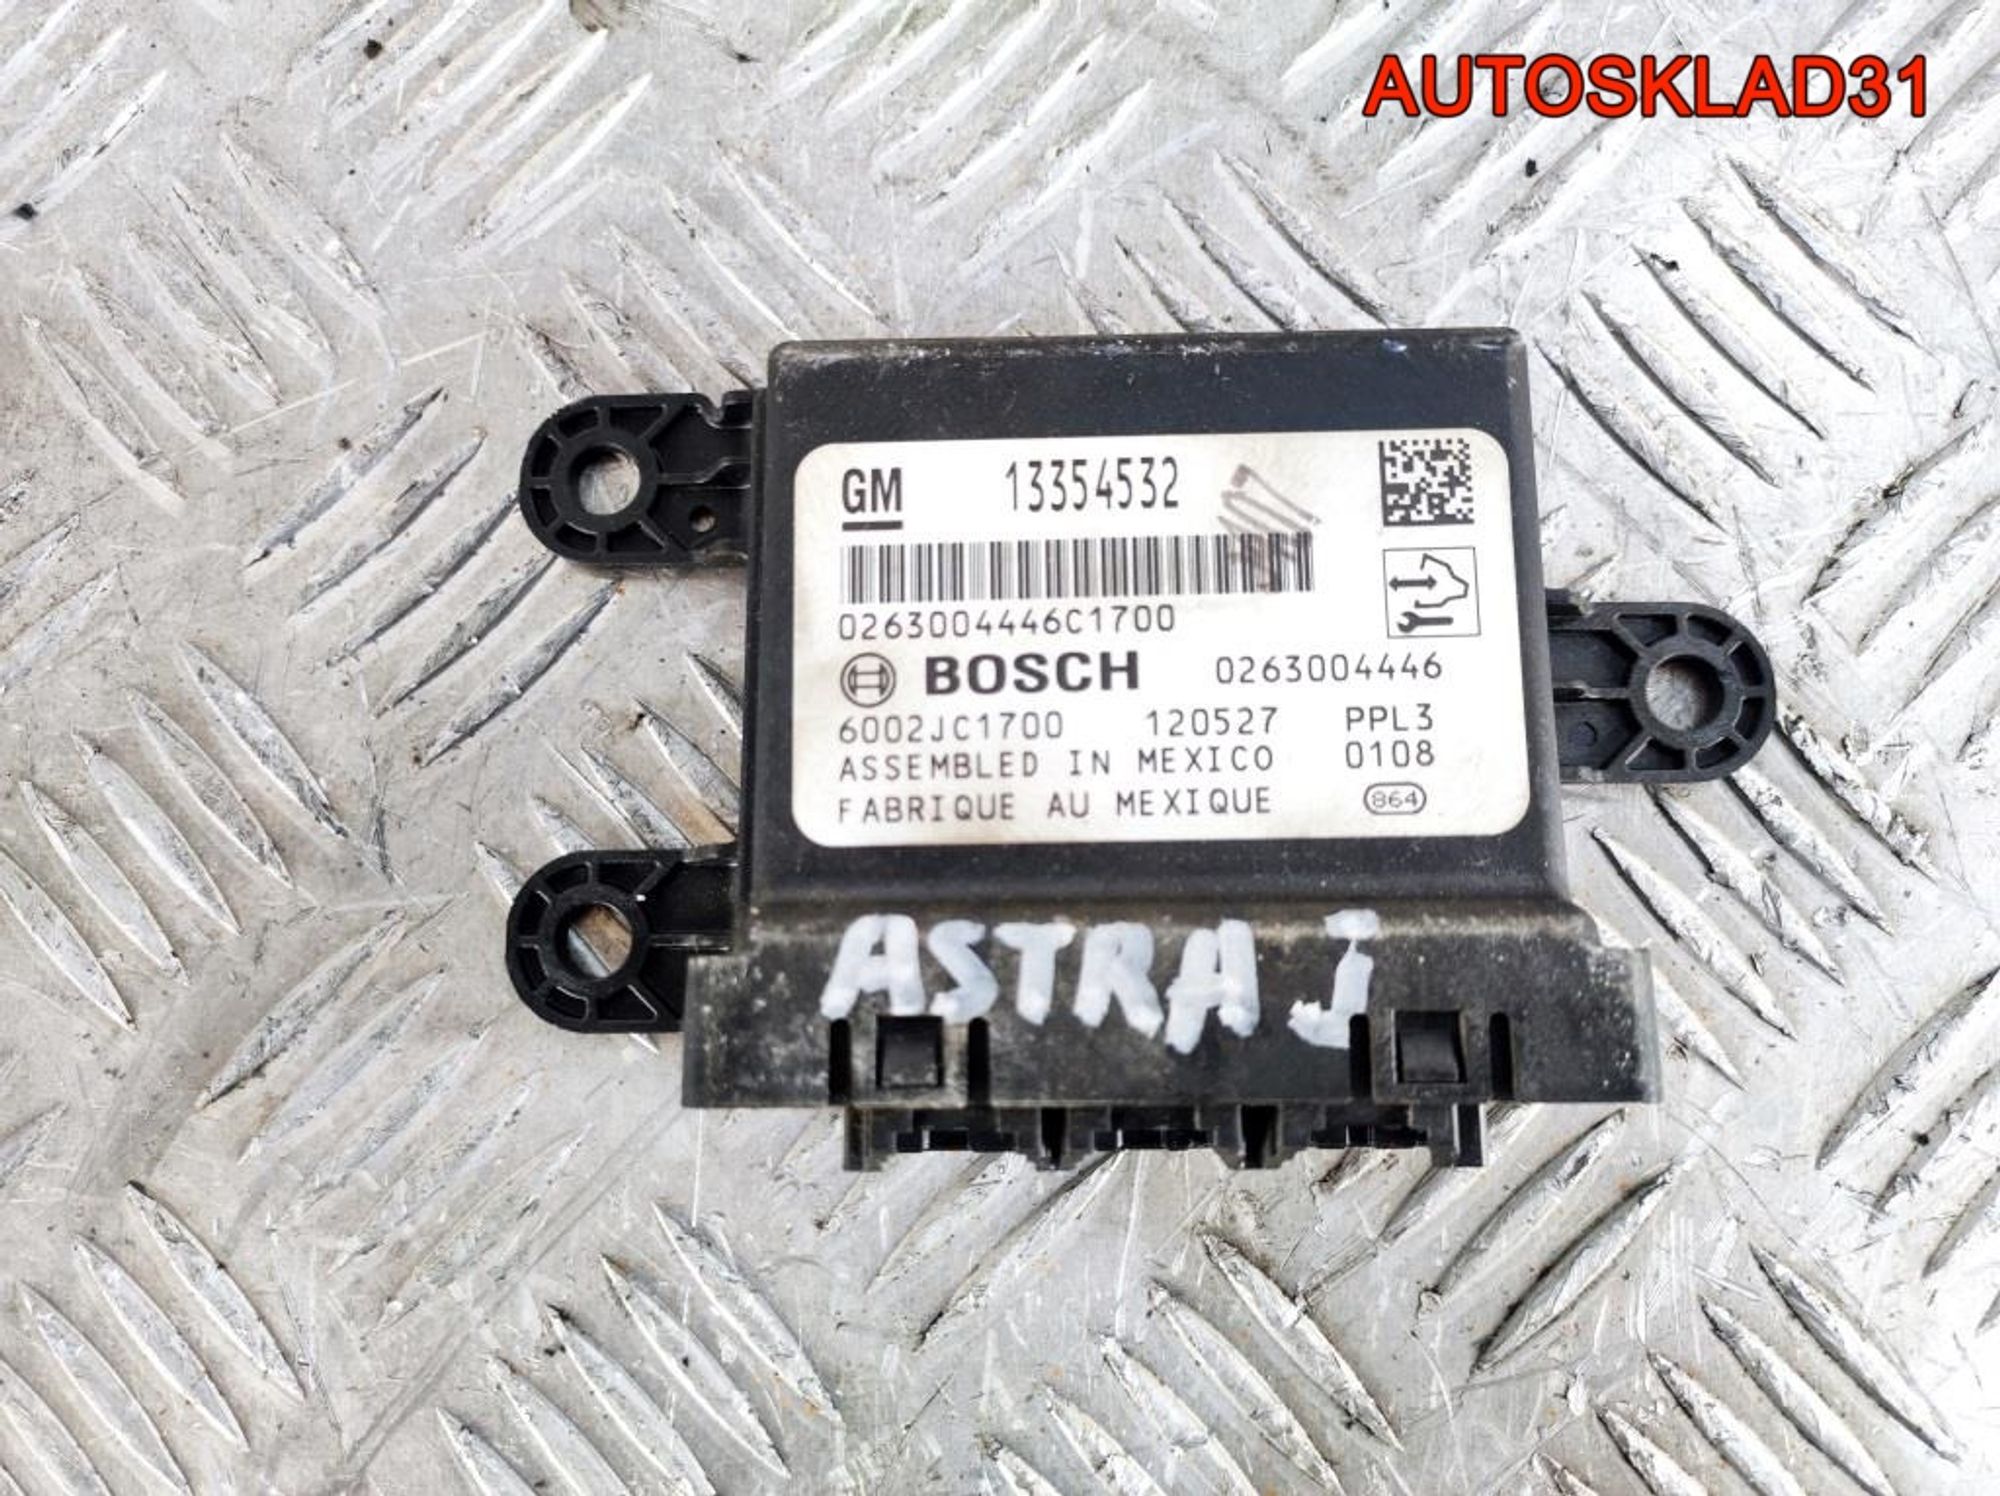 AUTOSKLAD31
GM 13354532
0263004446C1700
BOSCH 0263004446
6002JC1700 120527 PPL3
ASSEMBLED IN MEXICO 0108
FABRIQUE AU MEXIQUE 864
ASTRA J